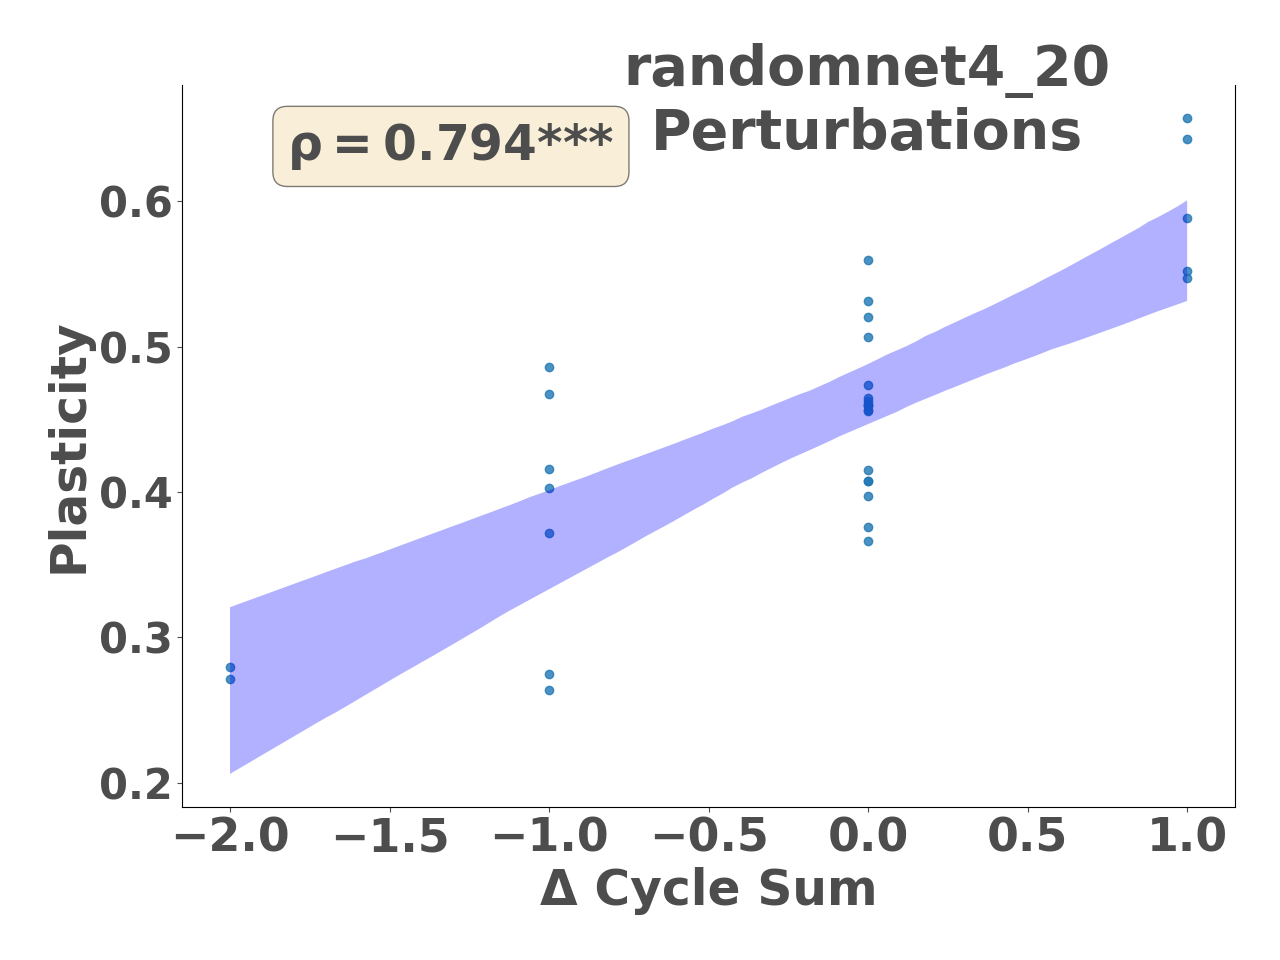 randomnet4_20
Perturbations
ρ = 0.794***
0.6
0.5
0.4
0.3
0.2
Plasticity
−2.0 −1.5 −1.0 −0.5 0.0 0.5 1.0
Δ Cycle Sum